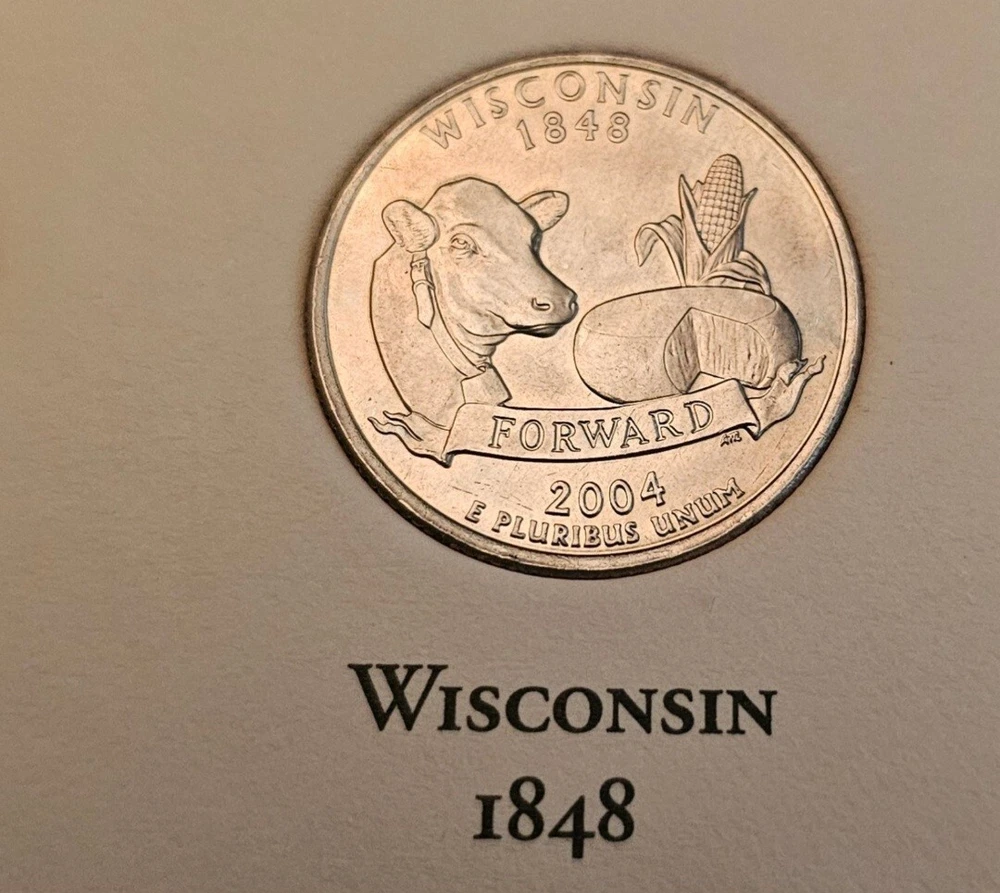 WISCONSIN
1848
FORWARD
2004
E PLURIBUS UNUM
WISCONSIN
1848